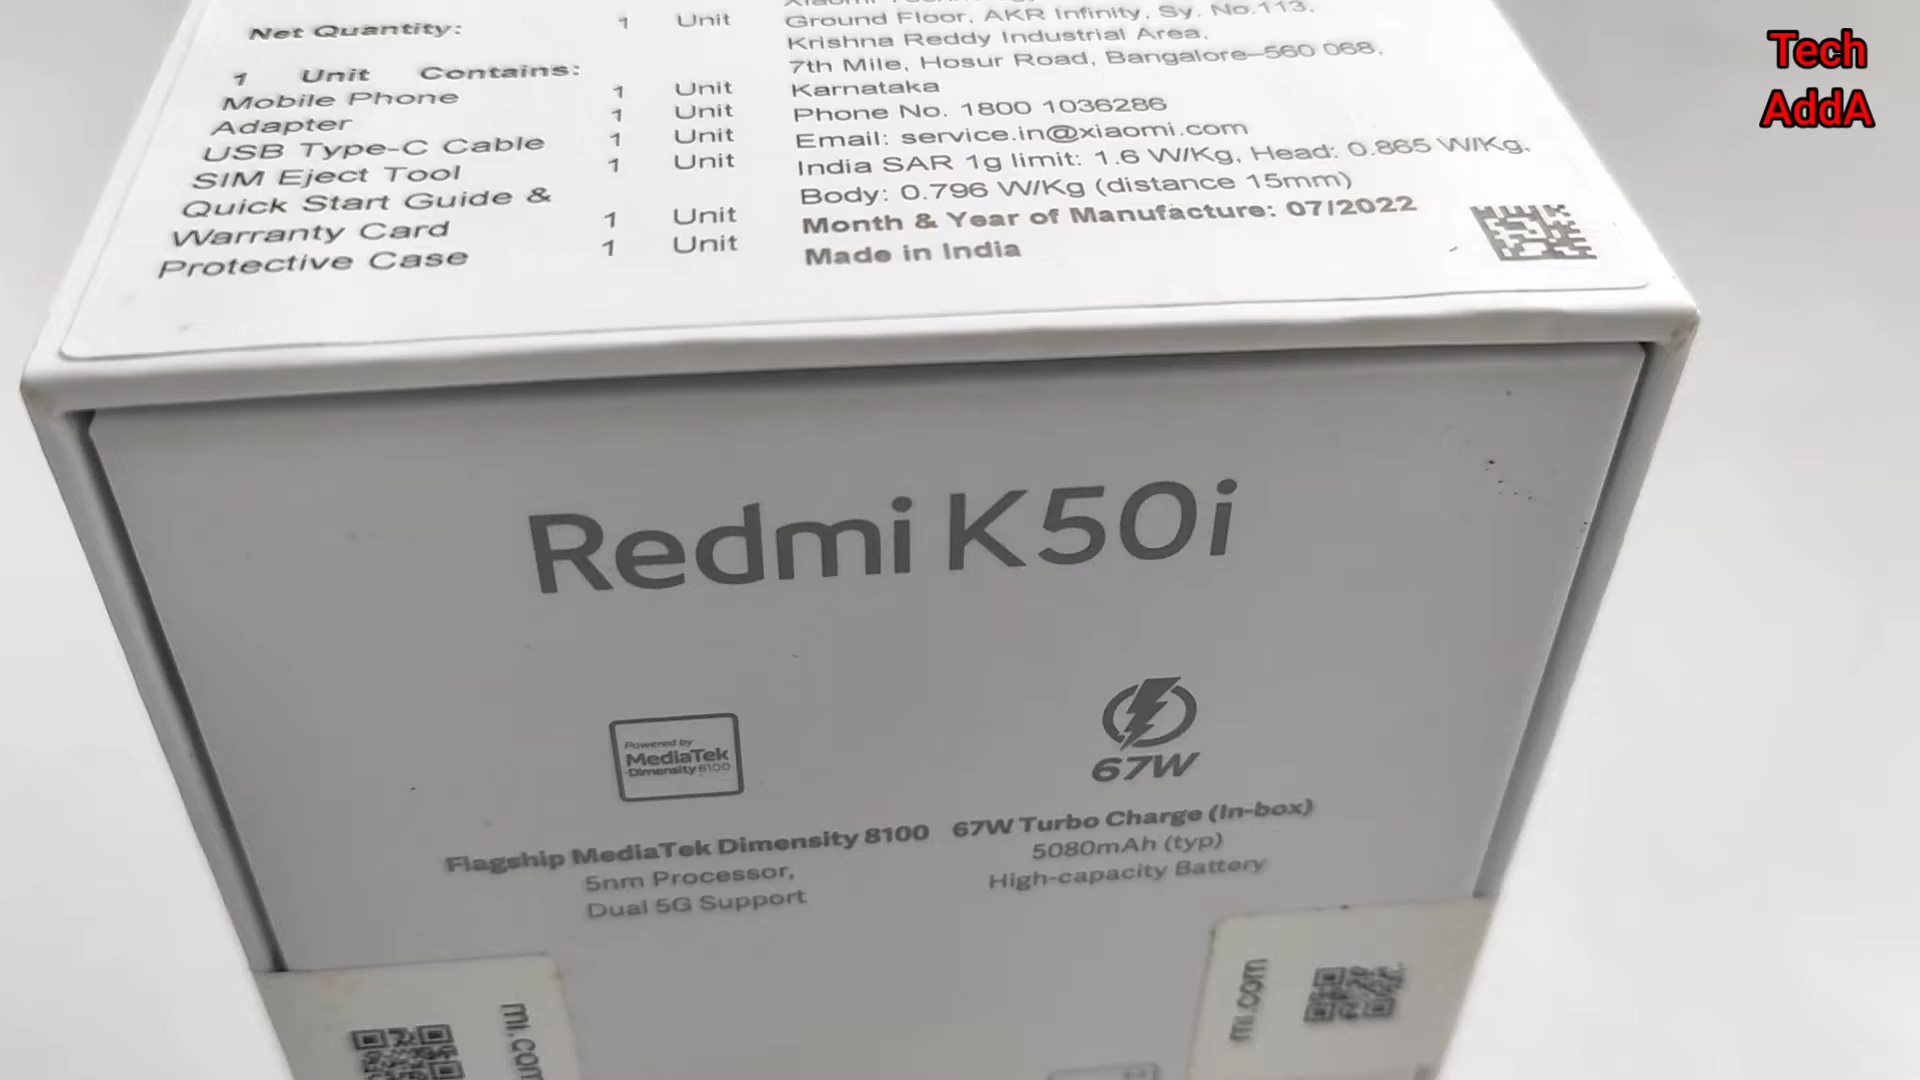 Net Quantity: 1 Unit
1 Unit Contains:
Mobile Phone 1 Unit
Adapter 1 Unit
USB Type-C Cable 1 Unit
SIM Eject Tool 1 Unit
Quick Start Guide &
Warranty Card 1 Unit
Protective Case 1 Unit
Ground Floor, AKR Infinity, Sy. No.113,
Krishna Reddy Industrial Area,
7th Mile, Hosur Road, Bangalore–560 068,
Karnataka
Phone No. 1800 1036286
Email: service.in@xiaomi.com
India SAR 1g limit: 1.6 W/Kg, Head: 0.865 W/Kg,
Body: 0.796 W/Kg (distance 15mm)
Month & Year of Manufacture: 07/2022
Made in India
Tech
AddA
Redmi K50i
Powered by
MediaTek
Dimensity 8100
67W
Flagship MediaTek Dimensity 8100
5nm Processor,
Dual 5G Support
67W Turbo Charge (In-box)
5080mAh (typ)
High-capacity Battery
mi.com
mi.com